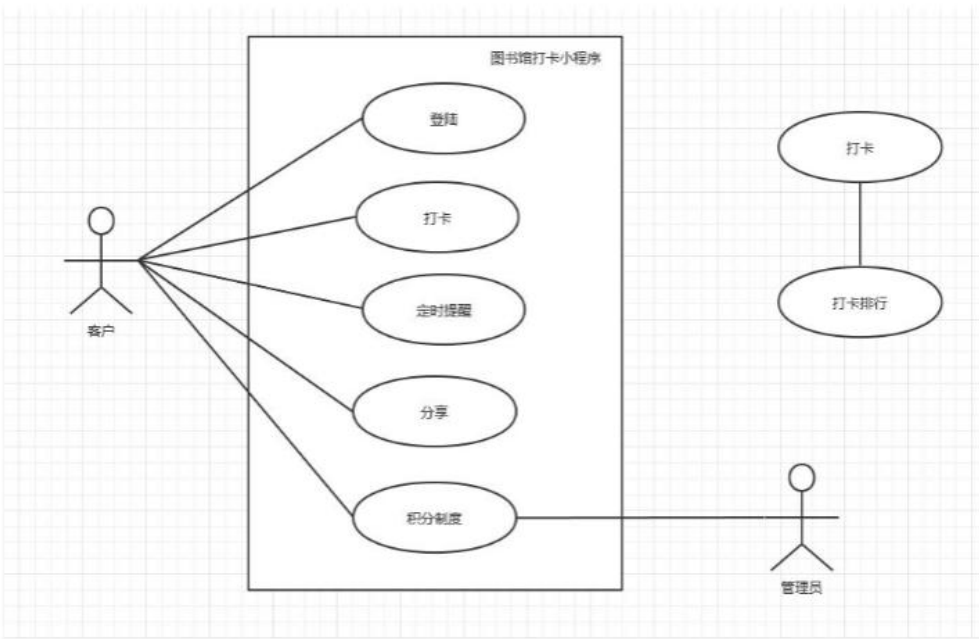 图书馆打卡小程序
登陆
打卡
打卡
定时提醒
打卡排行
客户
分享
积分制度
管理员